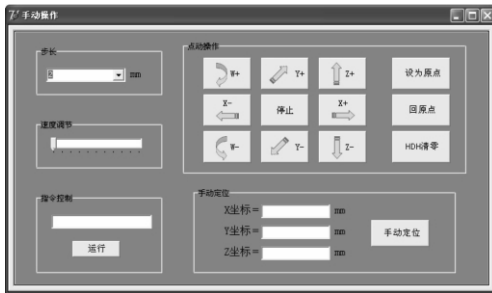 手动操作
步长
mm
速度调节
指令控制
运行
点动操作
W+
Y+
Z+
设为原点
X-
停止
X+
回原点
W-
Y-
Z-
HDH清零
手动定位
X坐标= mm
Y坐标= mm
Z坐标= mm
手动定位